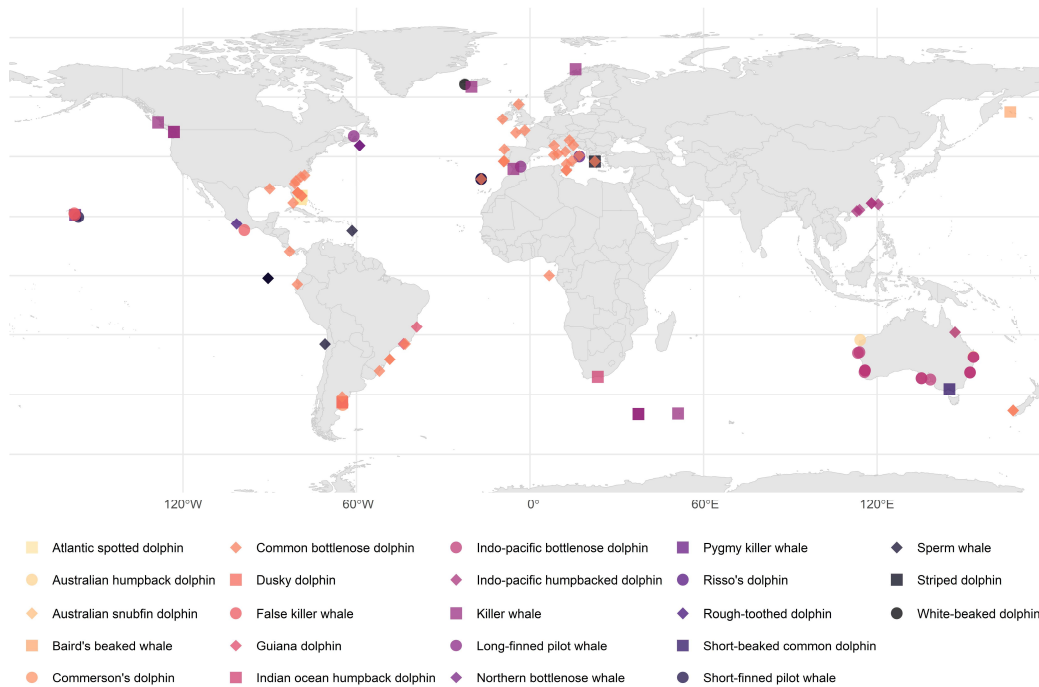 120°W 60°W 0° 60°E 120°E
Atlantic spotted dolphin Common bottlenose dolphin Indo-pacific bottlenose dolphin Pygmy killer whale Sperm whale
Australian humpback dolphin Dusky dolphin Indo-pacific humpbacked dolphin Risso's dolphin Striped dolphin
Australian snubfin dolphin False killer whale Killer whale Rough-toothed dolphin White-beaked dolphin
Baird's beaked whale Guiana dolphin Long-finned pilot whale Short-beaked common dolphin
Commerson's dolphin Indian ocean humpback dolphin Northern bottlenose whale Short-finned pilot whale